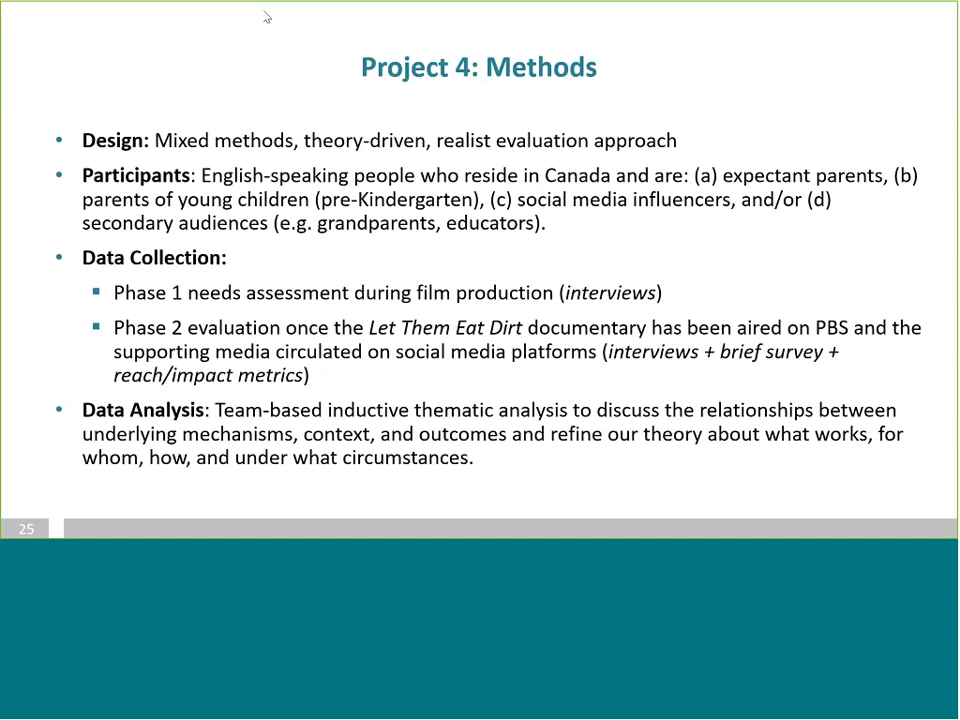 Project 4: Methods
• Design: Mixed methods, theory-driven, realist evaluation approach
• Participants: English-speaking people who reside in Canada and are: (a) expectant parents, (b)
parents of young children (pre-Kindergarten), (c) social media influencers, and/or (d)
secondary audiences (e.g. grandparents, educators).
• Data Collection:
▪ Phase 1 needs assessment during film production (interviews)
▪ Phase 2 evaluation once the Let Them Eat Dirt documentary has been aired on PBS and the
supporting media circulated on social media platforms (interviews + brief survey +
reach/impact metrics)
• Data Analysis: Team-based inductive thematic analysis to discuss the relationships between
underlying mechanisms, context, and outcomes and refine our theory about what works, for
whom, how, and under what circumstances.
25